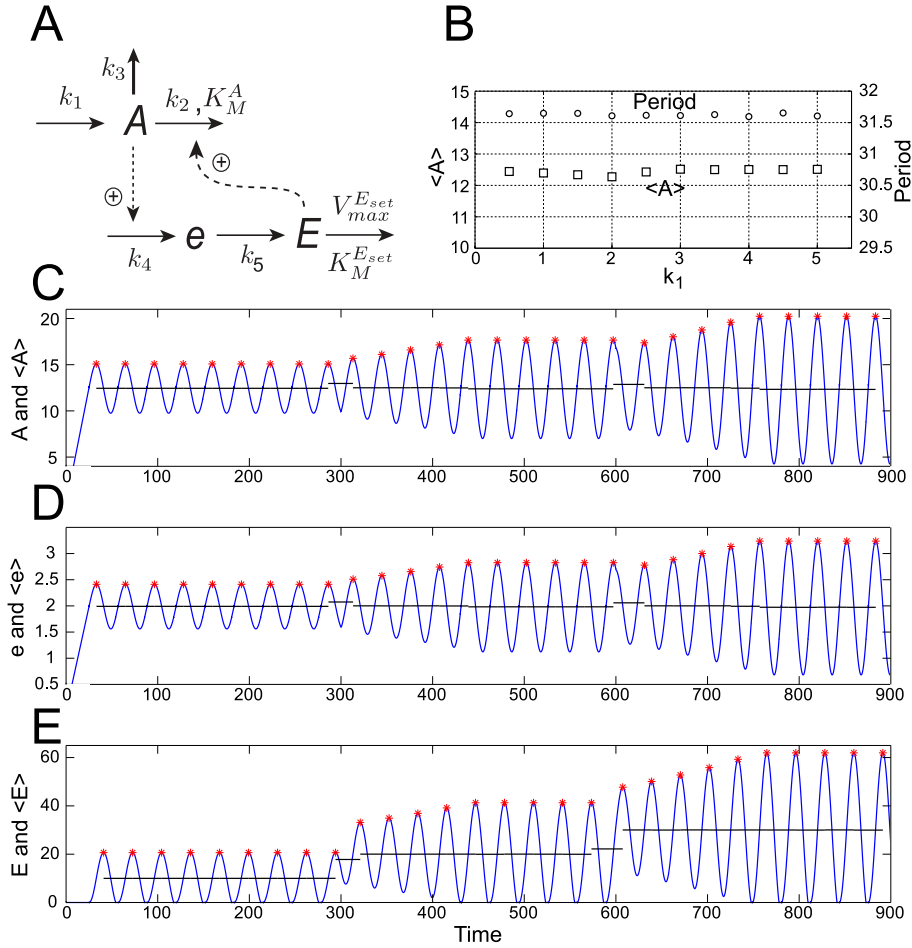 A
k3
k1
A
k2 , K_M^A
⊕
⊕
k4
e
k5
E
V_max^{E_set}
K_M^{E_set}
B
15
14
13
12
11
10
<A>
Period
<A>
32
31.5
31
30.5
30
29.5
Period
0
1
2
3
4
5
k1
C
20
15
10
5
A and <A>
0
100
200
300
400
500
600
700
800
900
D
3
2.5
2
1.5
1
0.5
e and <e>
0
100
200
300
400
500
600
700
800
900
E
60
40
20
0
E and <E>
0
100
200
300
400
500
600
700
800
900
Time